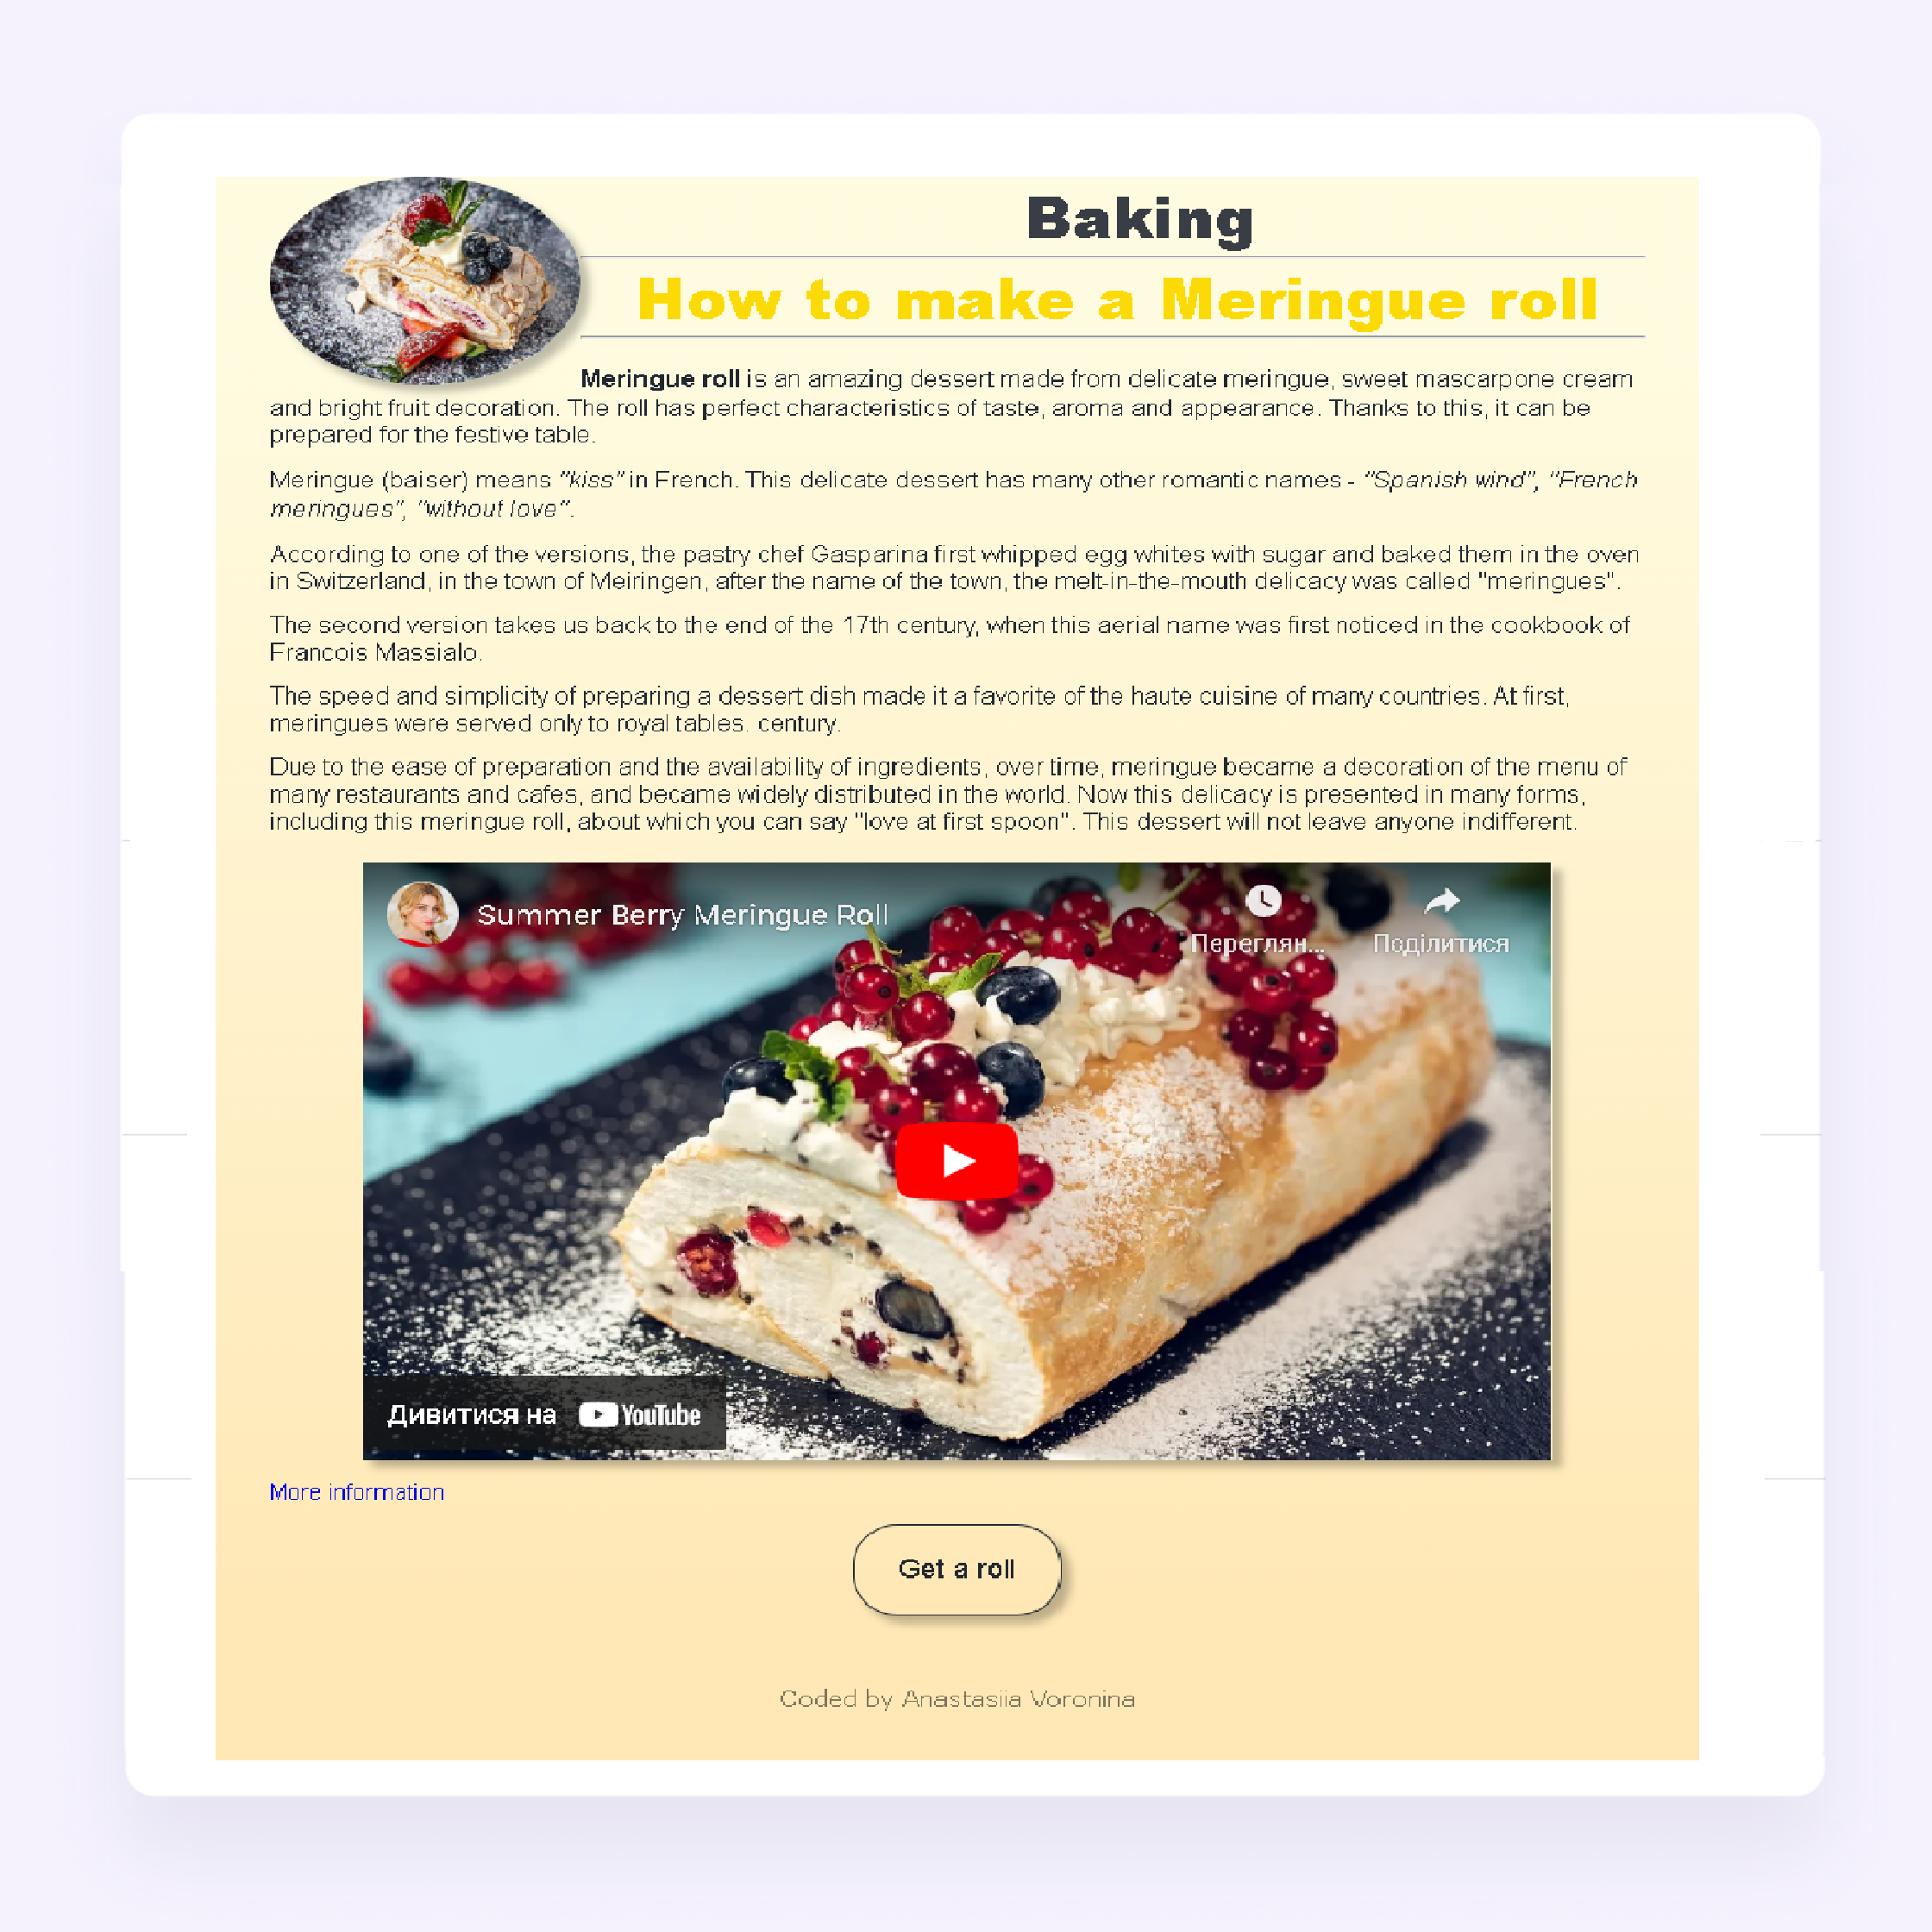 Baking
How to make a Meringue roll
Meringue roll is an amazing dessert made from delicate meringue, sweet mascarpone cream
and bright fruit decoration. The roll has perfect characteristics of taste, aroma and appearance. Thanks to this, it can be
prepared for the festive table.
Meringue (baiser) means "kiss" in French. This delicate dessert has many other romantic names - "Spanish wind", "French
meringues", "without love".
According to one of the versions, the pastry chef Gasparina first whipped egg whites with sugar and baked them in the oven
in Switzerland, in the town of Meiringen, after the name of the town, the melt-in-the-mouth delicacy was called "meringues".
The second version takes us back to the end of the 17th century, when this aerial name was first noticed in the cookbook of
Francois Massialo.
The speed and simplicity of preparing a dessert dish made it a favorite of the haute cuisine of many countries. At first,
meringues were served only to royal tables. century.
Due to the ease of preparation and the availability of ingredients, over time, meringue became a decoration of the menu of
many restaurants and cafes, and became widely distributed in the world. Now this delicacy is presented in many forms,
including this meringue roll, about which you can say "love at first spoon". This dessert will not leave anyone indifferent.
Summer Berry Meringue Roll
Переглян... Поділитися
Дивитися на YouTube
More information
Get a roll
Coded by Anastasiia Voronina